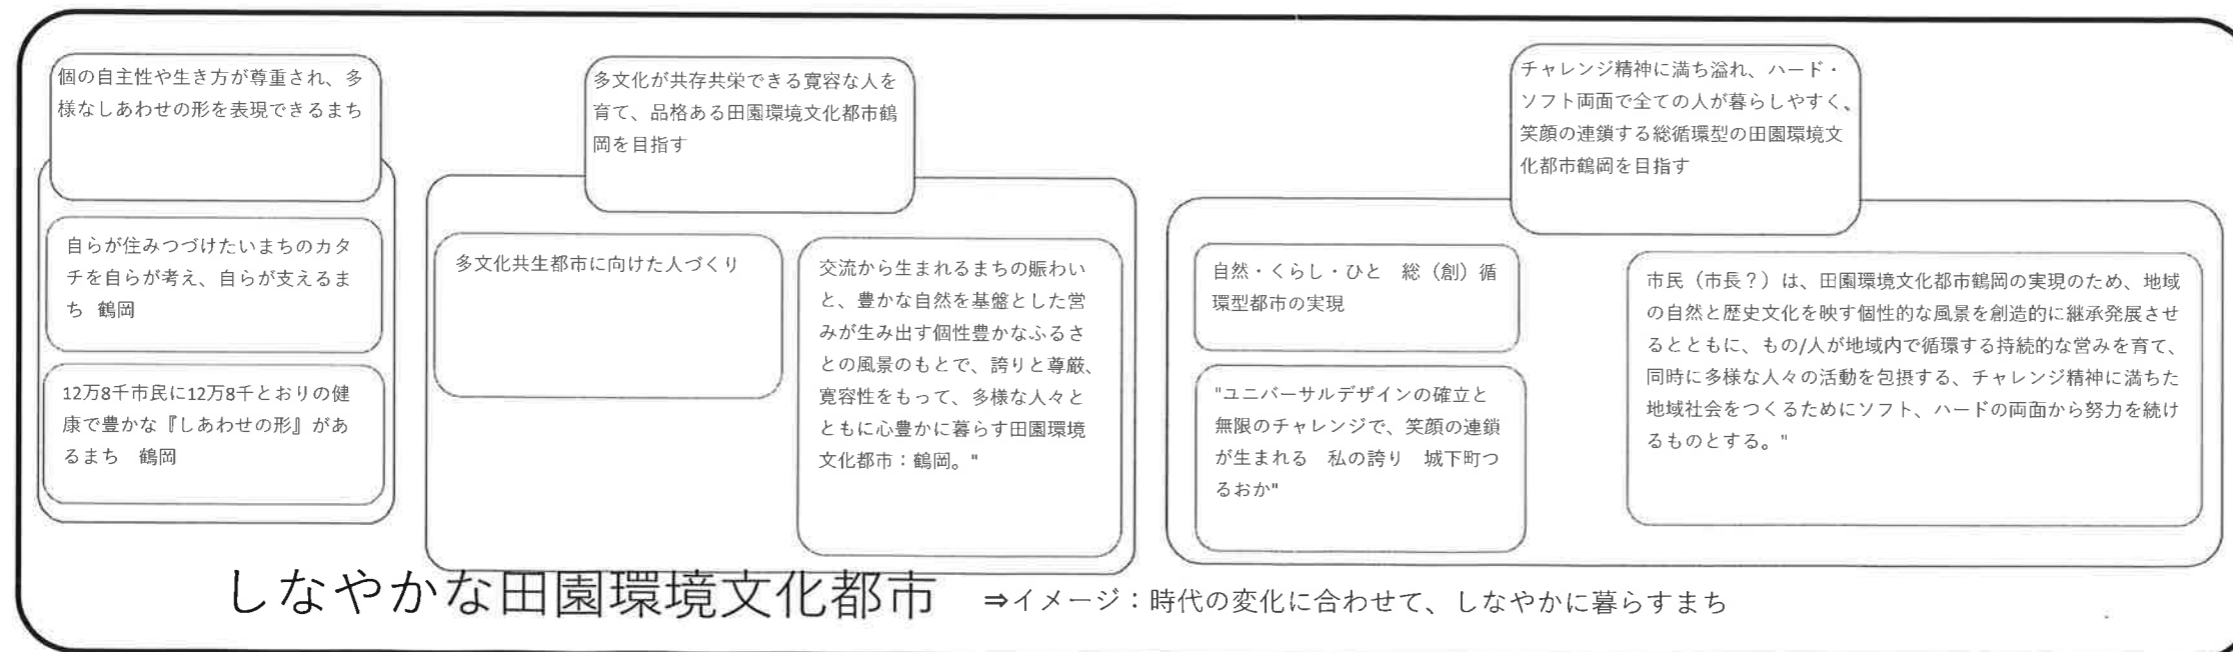 個の自主性や生き方が尊重され、多
様なしあわせの形を表現できるまち
自らが住みつづけたいまちのカタ
チを自らが考え、自らが支えるま
ち 鶴岡
12万8千市民に12万8千とおりの健
康で豊かな『しあわせの形』があ
るまち　鶴岡
多文化が共存共栄できる寛容な人を
育て、品格ある田園環境文化都市鶴
岡を目指す
多文化共生都市に向けた人づくり
交流から生まれるまちの賑わい
と、豊かな自然を基盤とした営
みが生み出す個性豊かなふるさ
との風景のもとで、誇りと尊厳、
寛容性をもって、多様な人々と
ともに心豊かに暮らす田園環境
文化都市：鶴岡。"
チャレンジ精神に満ち溢れ、ハード・
ソフト両面で全ての人が暮らしやすく、
笑顔の連鎖する総循環型の田園環境文
化都市鶴岡を目指す
自然・くらし・ひと　総（創）循
環型都市の実現
"ユニバーサルデザインの確立と
無限のチャレンジで、笑顔の連鎖
が生まれる　私の誇り　城下町つ
るおか"
市民（市長？）は、田園環境文化都市鶴岡の実現のため、地域
の自然と歴史文化を映す個性的な風景を創造的に継承発展させ
るとともに、もの/人が地域内で循環する持続的な営みを育て、
同時に多様な人々の活動を包摂する、チャレンジ精神に満ちた
地域社会をつくるためにソフト、ハードの両面から努力を続け
るものとする。"
しなやかな田園環境文化都市　⇒イメージ：時代の変化に合わせて、しなやかに暮らすまち